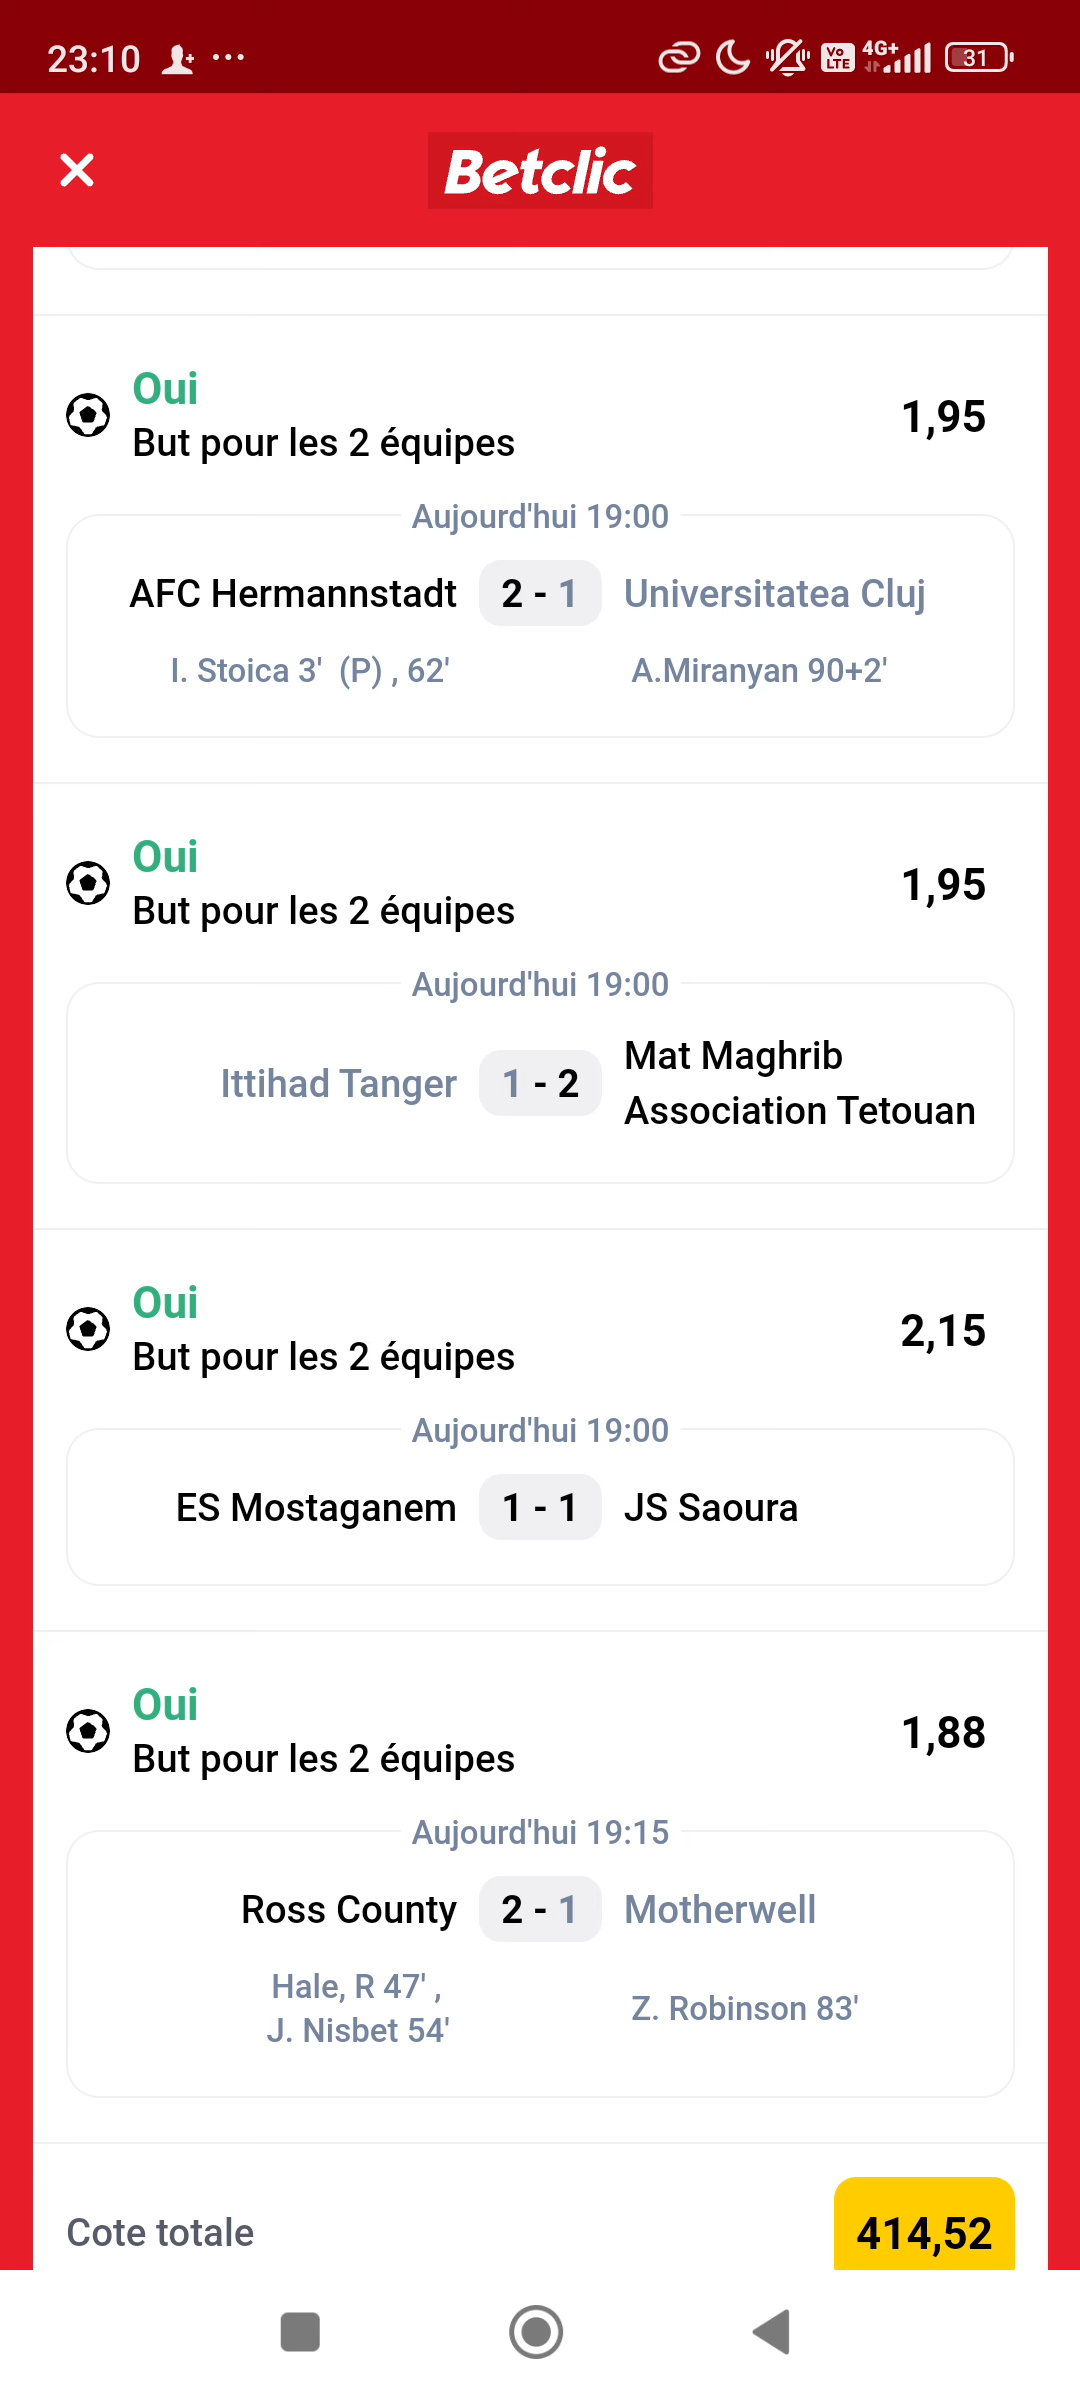 23:10
Vo LTE
4G+
31
Betclic
Oui
But pour les 2 équipes
1,95
Aujourd'hui 19:00
AFC Hermannstadt 2 - 1 Universitatea Cluj
I. Stoica 3' (P) , 62' A.Miranyan 90+2'
Oui
But pour les 2 équipes
1,95
Aujourd'hui 19:00
Ittihad Tanger 1 - 2 Mat Maghrib
Association Tetouan
Oui
But pour les 2 équipes
2,15
Aujourd'hui 19:00
ES Mostaganem 1 - 1 JS Saoura
Oui
But pour les 2 équipes
1,88
Aujourd'hui 19:15
Ross County 2 - 1 Motherwell
Hale, R 47' ,
J. Nisbet 54'
Z. Robinson 83'
Cote totale 414,52